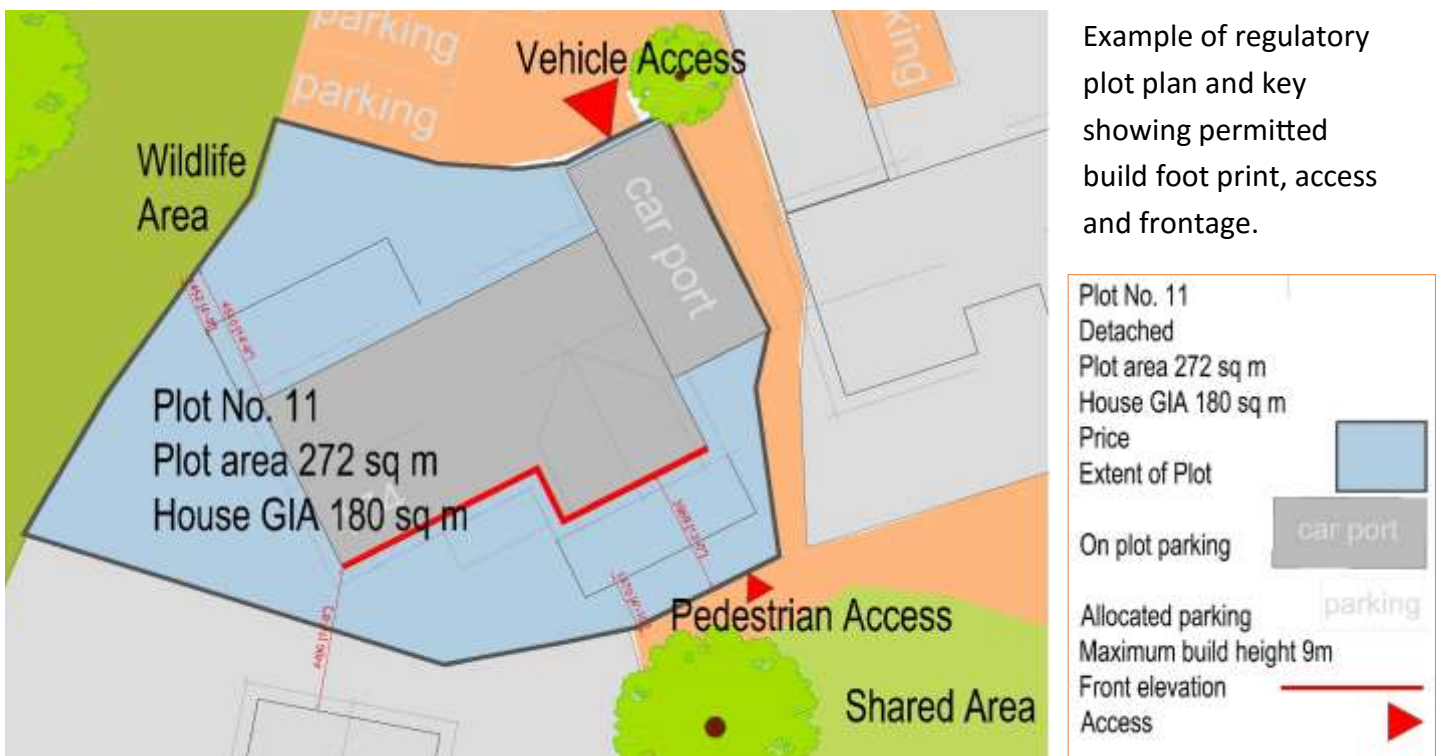 parking
parking
king
Vehicle Access
Wildlife
Area
car port
Plot No. 11
Plot area 272 sq m
House GIA 180 sq m
Pedestrian Access
Shared Area
Example of regulatory
plot plan and key
showing permitted
build foot print, access
and frontage.
Plot No. 11
Detached
Plot area 272 sq m
House GIA 180 sq m
Price
Extent of Plot
On plot parking
car port
Allocated parking
parking
Maximum build height 9m
Front elevation
Access